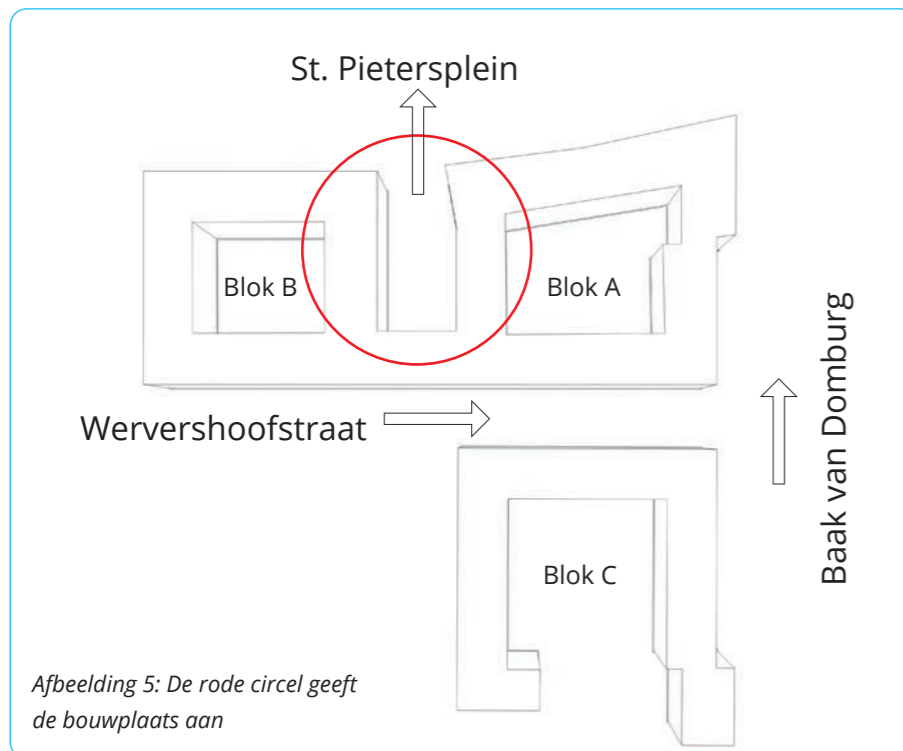 St. Pietersplein
Blok B
Blok A
Wervershoofstraat
Baak van Domburg
Blok C
Afbeelding 5: De rode circel geeft
de bouwplaats aan